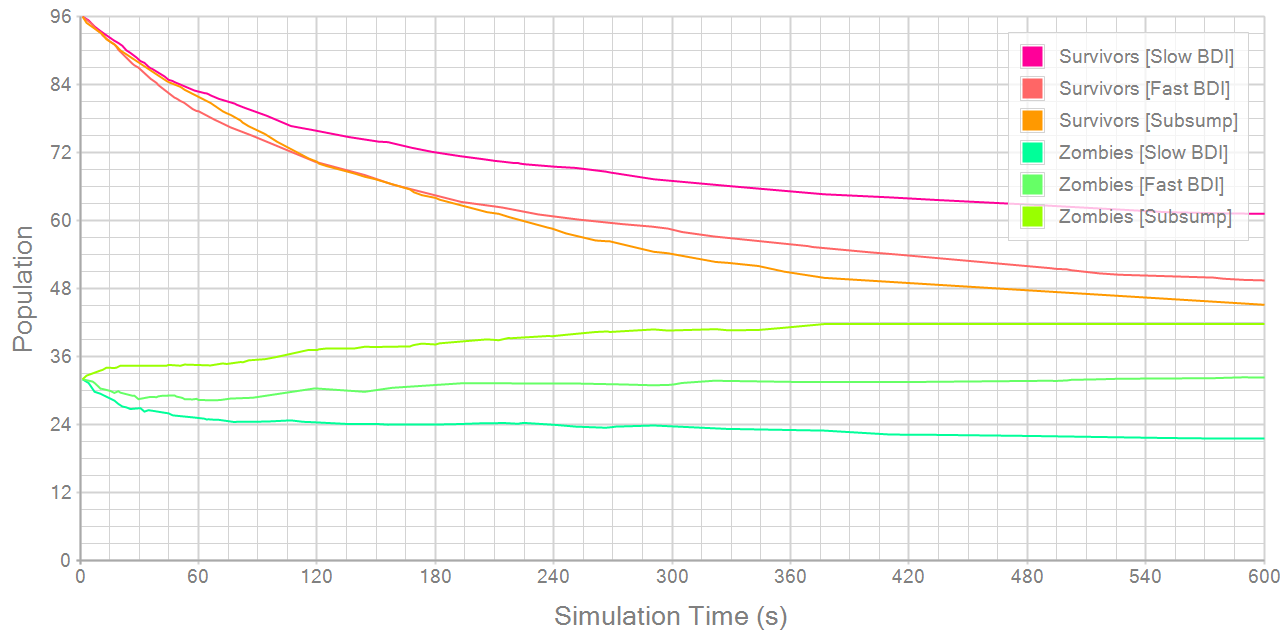 96
84
72
60
48
36
24
12
0
Population
0 60 120 180 240 300 360 420 480 540 600
Simulation Time (s)
Survivors [Slow BDI]
Survivors [Fast BDI]
Survivors [Subsump]
Zombies [Slow BDI]
Zombies [Fast BDI]
Zombies [Subsump]